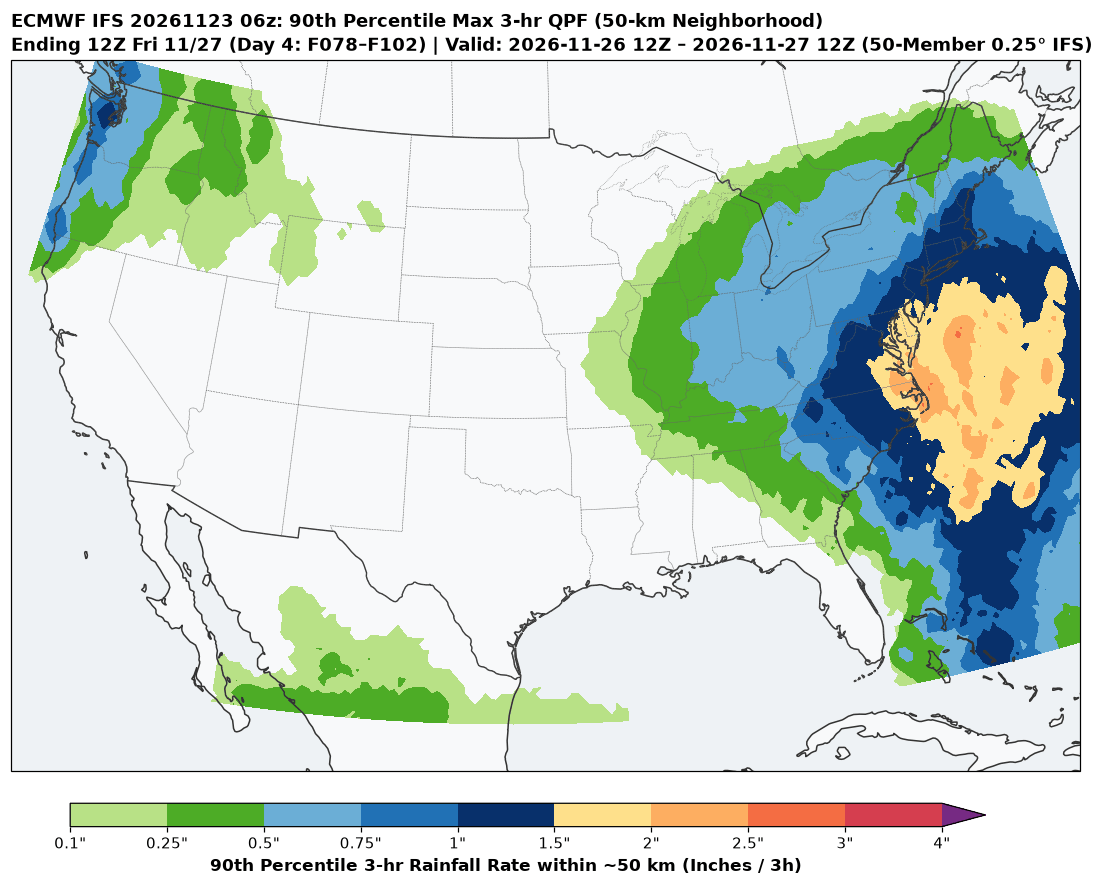 ECMWF IFS 20261123 06z: 90th Percentile Max 3-hr QPF (50-km Neighborhood)
Ending 12Z Fri 11/27 (Day 4: F078–F102) | Valid: 2026-11-26 12Z – 2026-11-27 12Z (50-Member 0.25° IFS)
0.1" 0.25" 0.5" 0.75" 1" 1.5" 2" 2.5" 3" 4"
90th Percentile 3-hr Rainfall Rate within ~50 km (Inches / 3h)